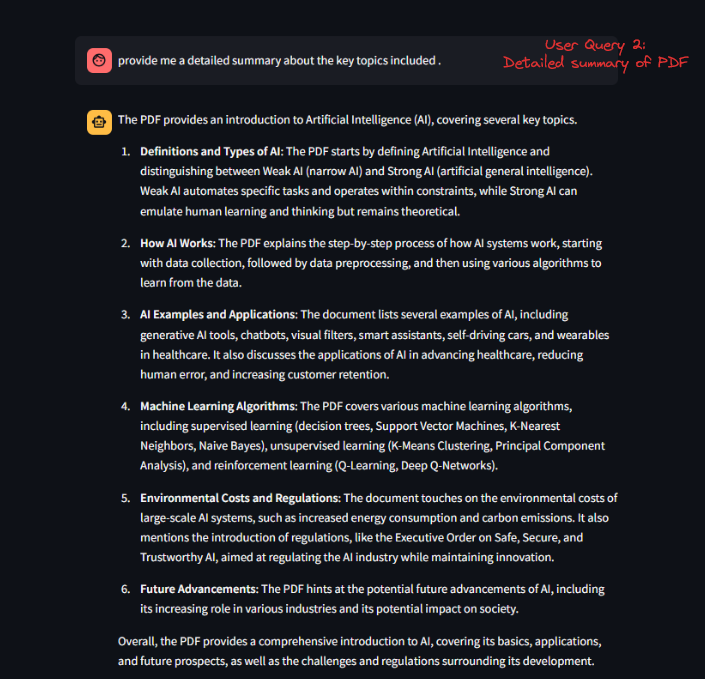 User Query 2:
provide me a detailed summary about the key topics included .
Detailed summary of PDF
The PDF provides an introduction to Artificial Intelligence (AI), covering several key topics.
1. Definitions and Types of AI: The PDF starts by defining Artificial Intelligence and
distinguishing between Weak AI (narrow AI) and Strong AI (artificial general intelligence).
Weak AI automates specific tasks and operates within constraints, while Strong AI can
emulate human learning and thinking but remains theoretical.
2. How AI Works: The PDF explains the step-by-step process of how AI systems work, starting
with data collection, followed by data preprocessing, and then using various algorithms to
learn from the data.
3. AI Examples and Applications: The document lists several examples of AI, including
generative AI tools, chatbots, visual filters, smart assistants, self-driving cars, and wearables
in healthcare. It also discusses the applications of AI in advancing healthcare, reducing
human error, and increasing customer retention.
4. Machine Learning Algorithms: The PDF covers various machine learning algorithms,
including supervised learning (decision trees, Support Vector Machines, K-Nearest
Neighbors, Naive Bayes), unsupervised learning (K-Means Clustering, Principal Component
Analysis), and reinforcement learning (Q-Learning, Deep Q-Networks).
5. Environmental Costs and Regulations: The document touches on the environmental costs of
large-scale AI systems, such as increased energy consumption and carbon emissions. It also
mentions the introduction of regulations, like the Executive Order on Safe, Secure, and
Trustworthy AI, aimed at regulating the AI industry while maintaining innovation.
6. Future Advancements: The PDF hints at the potential future advancements of AI, including
its increasing role in various industries and its potential impact on society.
Overall, the PDF provides a comprehensive introduction to AI, covering its basics, applications,
and future prospects, as well as the challenges and regulations surrounding its development.